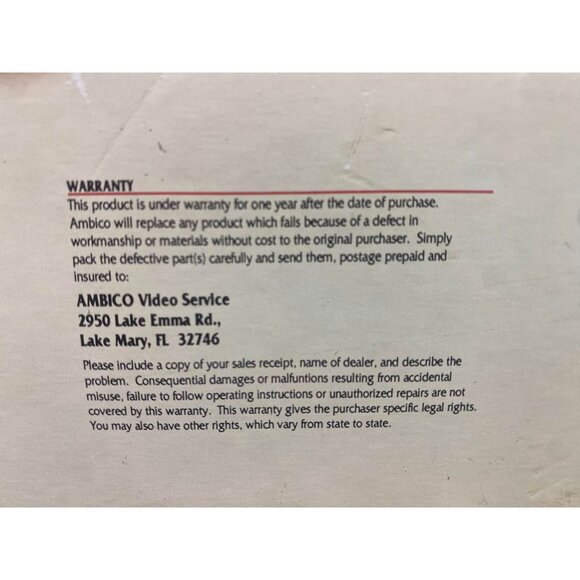 WARRANTY
This product is under warranty for one year after the date of purchase.
Ambico will replace any product which fails because of a defect in
workmanship or materials without cost to the original purchaser. Simply
pack the defective part(s) carefully and send them, postage prepaid and
insured to:
AMBICO Video Service
2950 Lake Emma Rd.,
Lake Mary, FL 32746
Please include a copy of your sales receipt, name of dealer, and describe the
problem. Consequential damages or malfuntions resulting from accidental
misuse, failure to follow operating instructions or unauthorized repairs are not
covered by this warranty. This warranty gives the purchaser specific legal rights.
You may also have other rights, which vary from state to state.